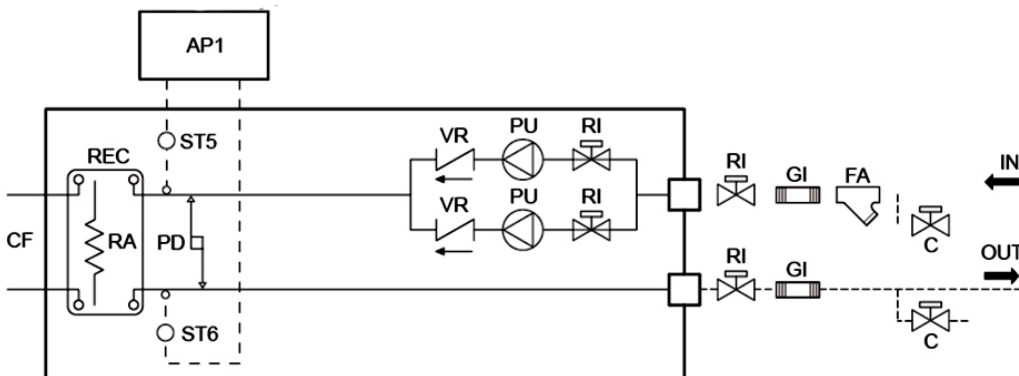 AP1
ST5
VR
PU
RI
REC
RI
GI
FA
IN
VR
PU
RI
CF
RA
PD
C
RI
GI
OUT
ST6
C